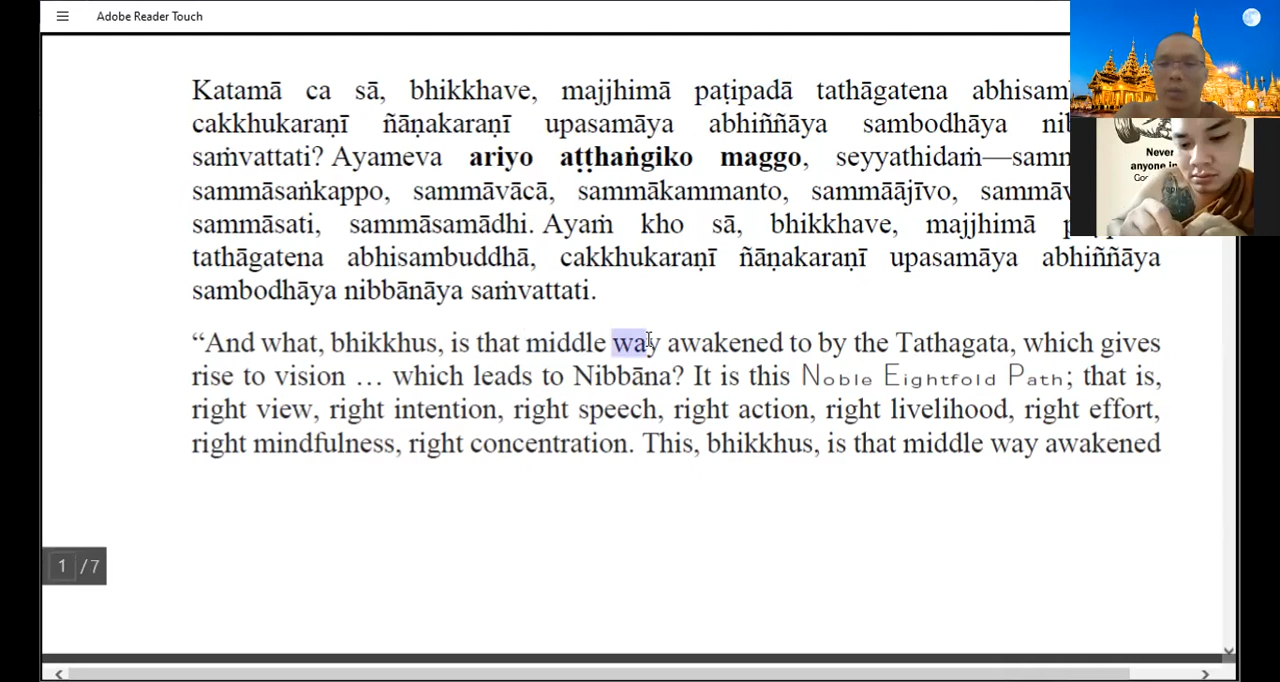 Adobe Reader Touch
Katamā ca sā, bhikkhave, majjhimā paṭipadā tathāgatena
cakkhukaraṇī ñāṇakaraṇī upasamāya abhiññāya sambodhāya
saṁvattati? Ayameva ariyo aṭṭhaṅgiko maggo, seyyathidaṁ—
sammāsaṅkappo, sammāvācā, sammākammanto, sammāājīvo,
sammāsati, sammāsamādhi. Ayaṁ kho sā, bhikkhave, majjhimā
tathāgatena abhisambuddhā, cakkhukaraṇī ñāṇakaraṇī upasamāya abhiññāya
sambodhāya nibbānāya saṁvattati.
“And what, bhikkhus, is that middle way awakened to by the Tathagata, which gives
rise to vision … which leads to Nibbāna? It is this Noble Eightfold Path; that is,
right view, right intention, right speech, right action, right livelihood, right effort,
right mindfulness, right concentration. This, bhikkhus, is that middle way awakened
1 / 7
Never
anyone in